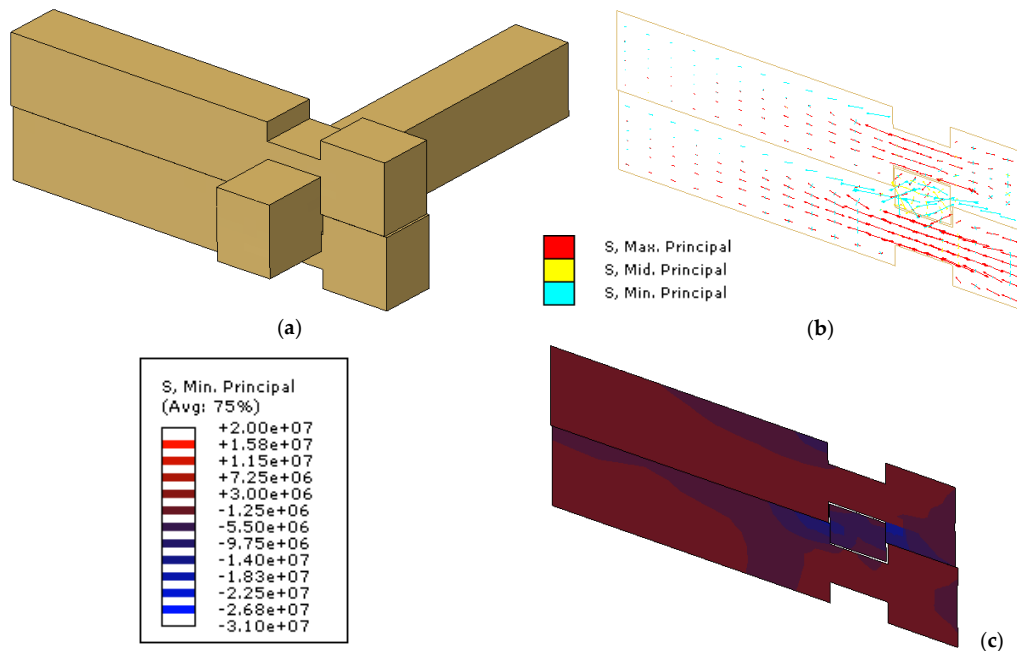 S, Max. Principal
S, Mid. Principal
S, Min. Principal
(a)
(b)
S, Min. Principal
(Avg: 75%)
+2.00e+07
+1.58e+07
+1.15e+07
+7.25e+06
+3.00e+06
-1.25e+06
-5.50e+06
-9.75e+06
-1.40e+07
-1.83e+07
-2.25e+07
-2.68e+07
-3.10e+07
(c)